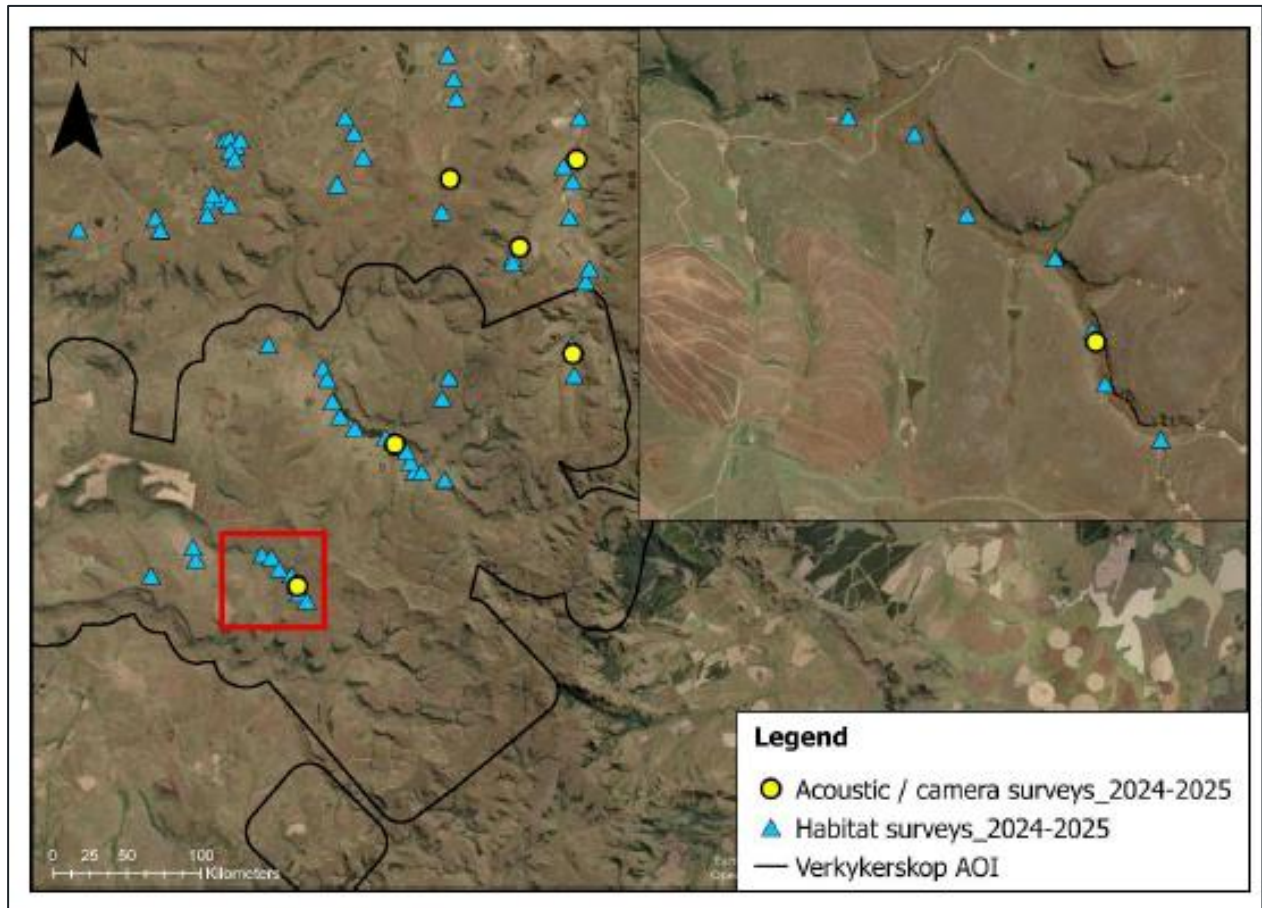 N
Legend
Acoustic / camera surveys_2024-2025
Habitat surveys_2024-2025
Verkykerskop AOI
0 25 50 100
Kilometers